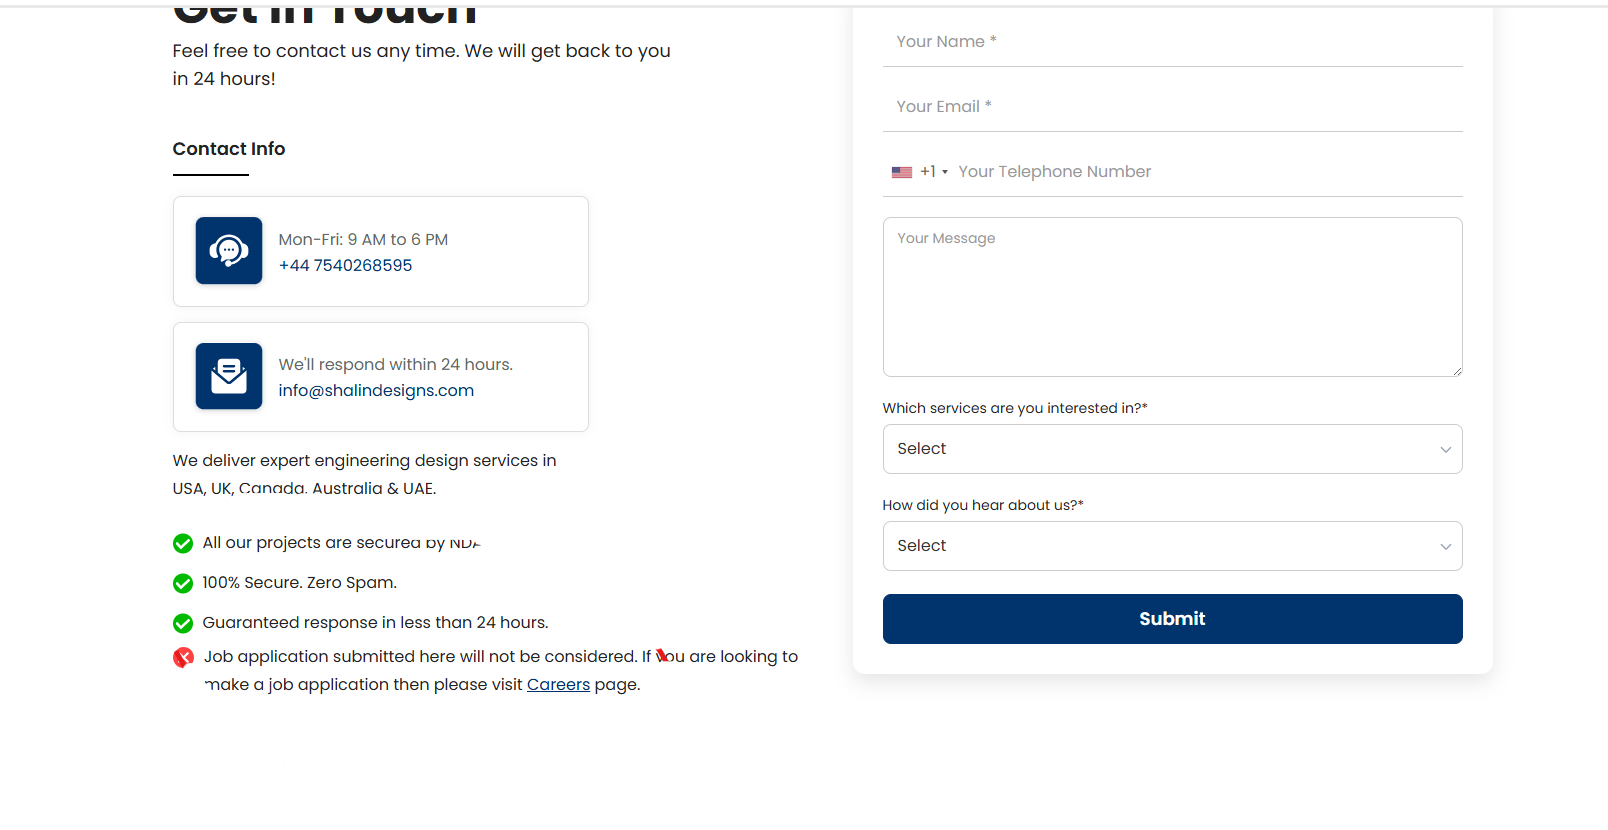 Get In Touch
Feel free to contact us any time. We will get back to you
in 24 hours!
Contact Info
Mon-Fri: 9 AM to 6 PM
+44 7540268595
We'll respond within 24 hours.
info@shalindesigns.com
We deliver expert engineering design services in
USA, UK, Canada, Australia & UAE.
All our projects are secured by NDA
100% Secure. Zero Spam.
Guaranteed response in less than 24 hours.
Job application submitted here will not be considered. If you are looking to
make a job application then please visit Careers page.
Your Name *
Your Email *
+1 Your Telephone Number
Your Message
Which services are you interested in?*
Select
How did you hear about us?*
Select
Submit